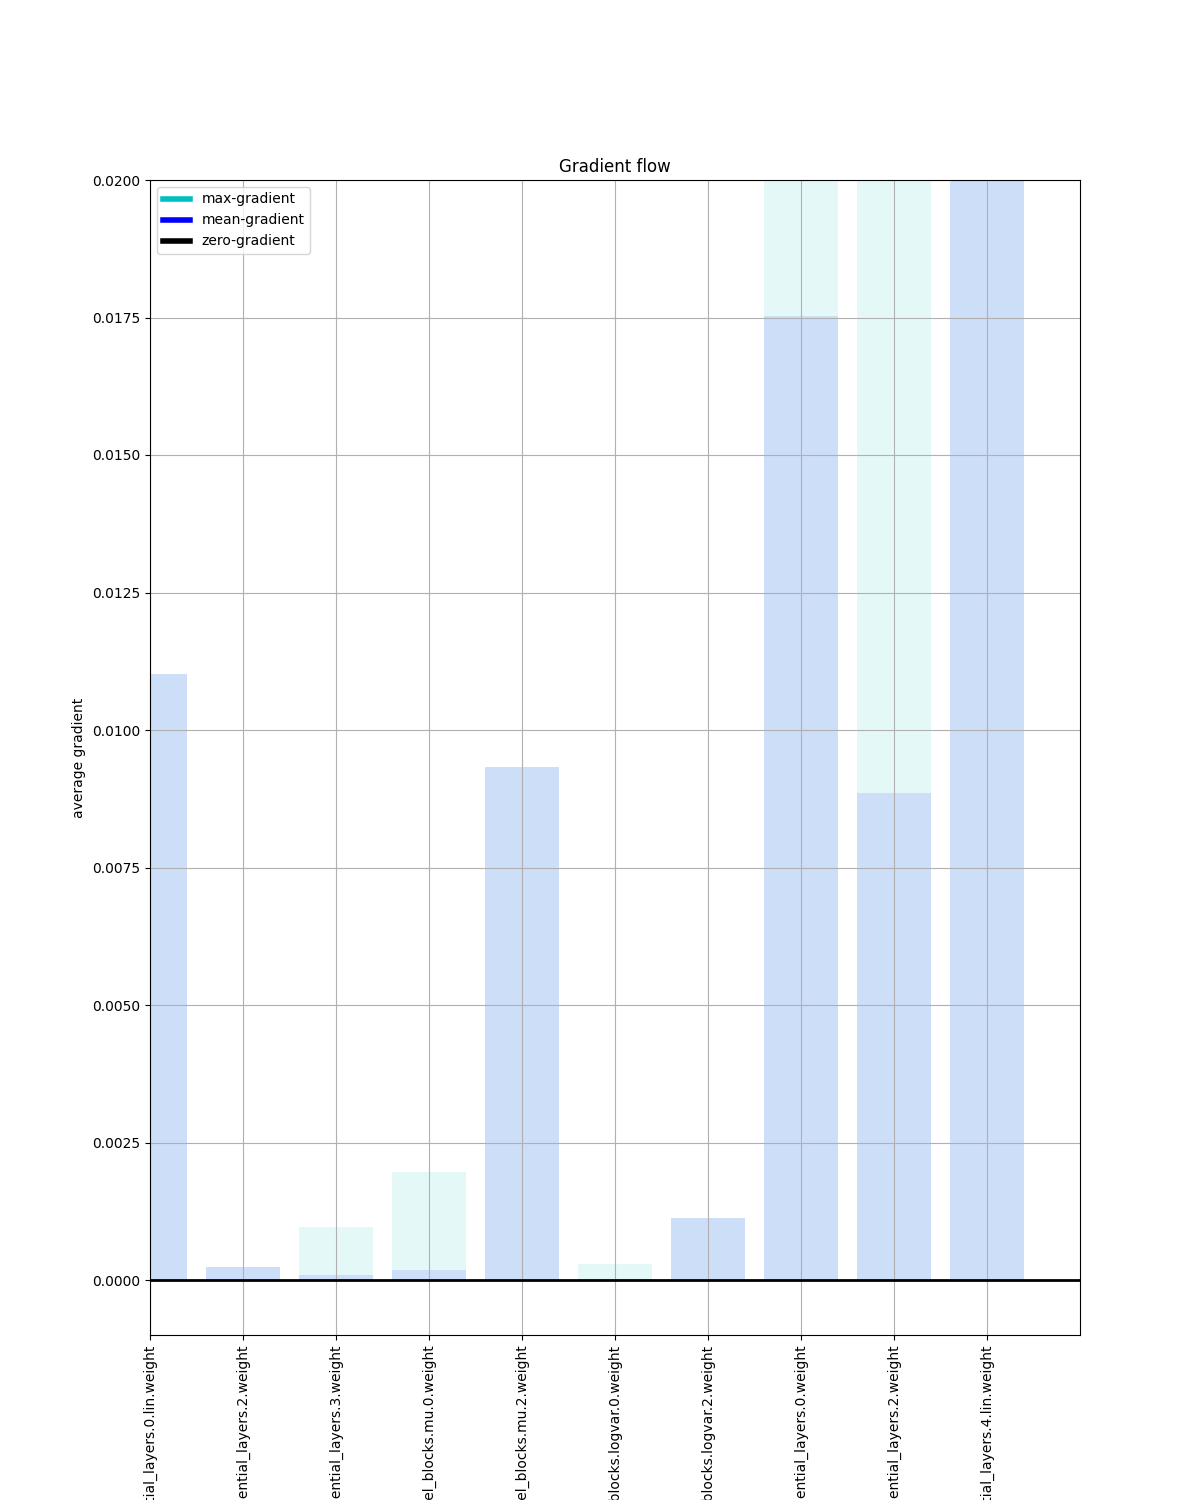 Gradient flow
max-gradient
mean-gradient
zero-gradient
0.0200
0.0175
0.0150
0.0125
0.0100
0.0075
0.0050
0.0025
0.0000
average gradient
tial_layers.0.lin.weight
ential_layers.2.weight
ential_layers.3.weight
el_blocks.mu.0.weight
el_blocks.mu.2.weight
blocks.logvar.0.weight
blocks.logvar.2.weight
ential_layers.0.weight
ential_layers.2.weight
tial_layers.4.lin.weight